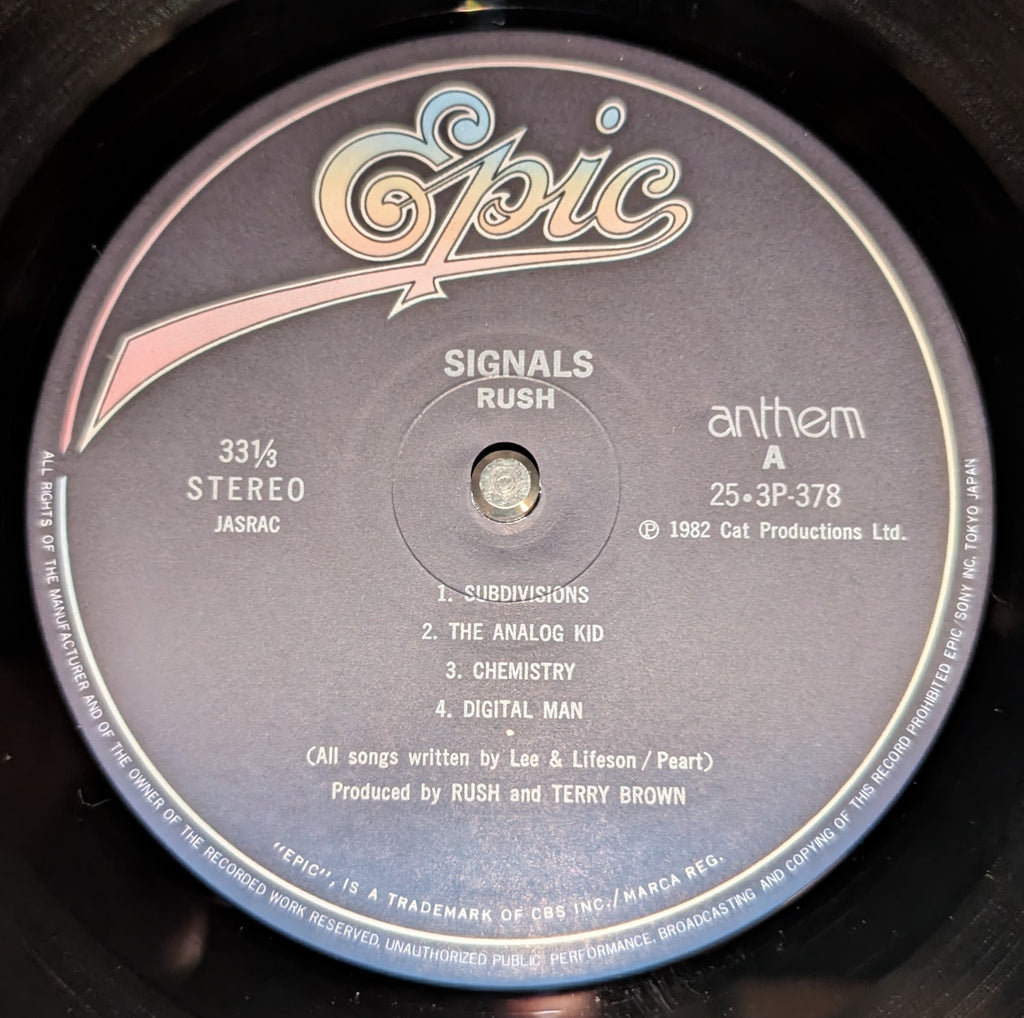 Epic
SIGNALS
RUSH
33⅓
STEREO
JASRAC
anthem
A
25•3P-378
Ⓟ 1982 Cat Productions Ltd.
1. SUBDIVISIONS
2. THE ANALOG KID
3. CHEMISTRY
4. DIGITAL MAN
(All songs written by Lee & Lifeson / Peart)
Produced by RUSH and TERRY BROWN
"EPIC", IS A TRADEMARK OF CBS INC./MARCA REG.
ALL RIGHTS OF THE MANUFACTURER AND OF THE OWNER OF THE RECORDED WORK RESERVED, UNAUTHORIZED PUBLIC PERFORMANCE, BROADCASTING AND COPYING OF THIS RECORD PROHIBITED EPIC/SONY INC. TOKYO JAPAN